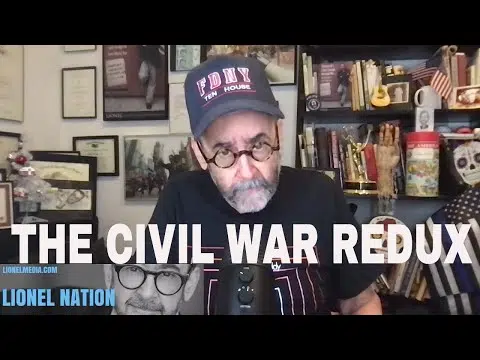 FDNY
TEN HOUSE
THE CIVIL WAR REDUX
LIONELMEDIA.COM
LIONEL NATION